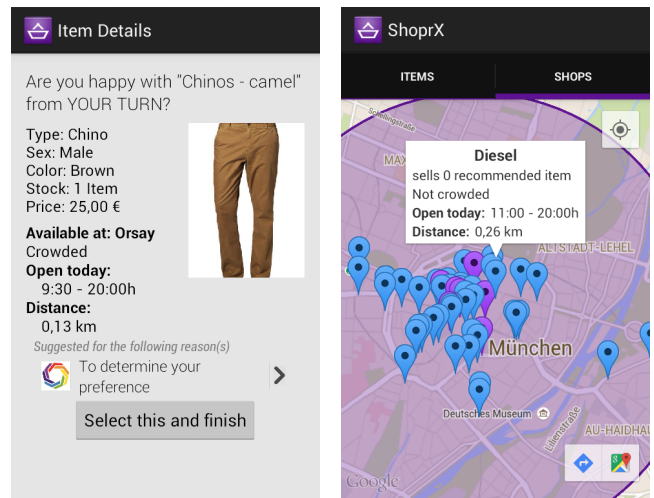 Item Details
Are you happy with "Chinos - camel"
from YOUR TURN?
Type: Chino
Sex: Male
Color: Brown
Stock: 1 Item
Price: 25,00 €
Available at: Orsay
Crowded
Open today:
9:30 - 20:00h
Distance:
0,13 km
Suggested for the following reason(s)
To determine your
preference
Select this and finish
ShoprX
ITEMS
SHOPS
Schellingstraße
Diesel
sells 0 recommended item
Not crowded
Open today: 11:00 - 20:00h
Distance: 0,26 km
MAX
ALTSTADT-LEHEL
München
Deutsches Museum
Lilienstraße
AU-HAIDHAU
Google